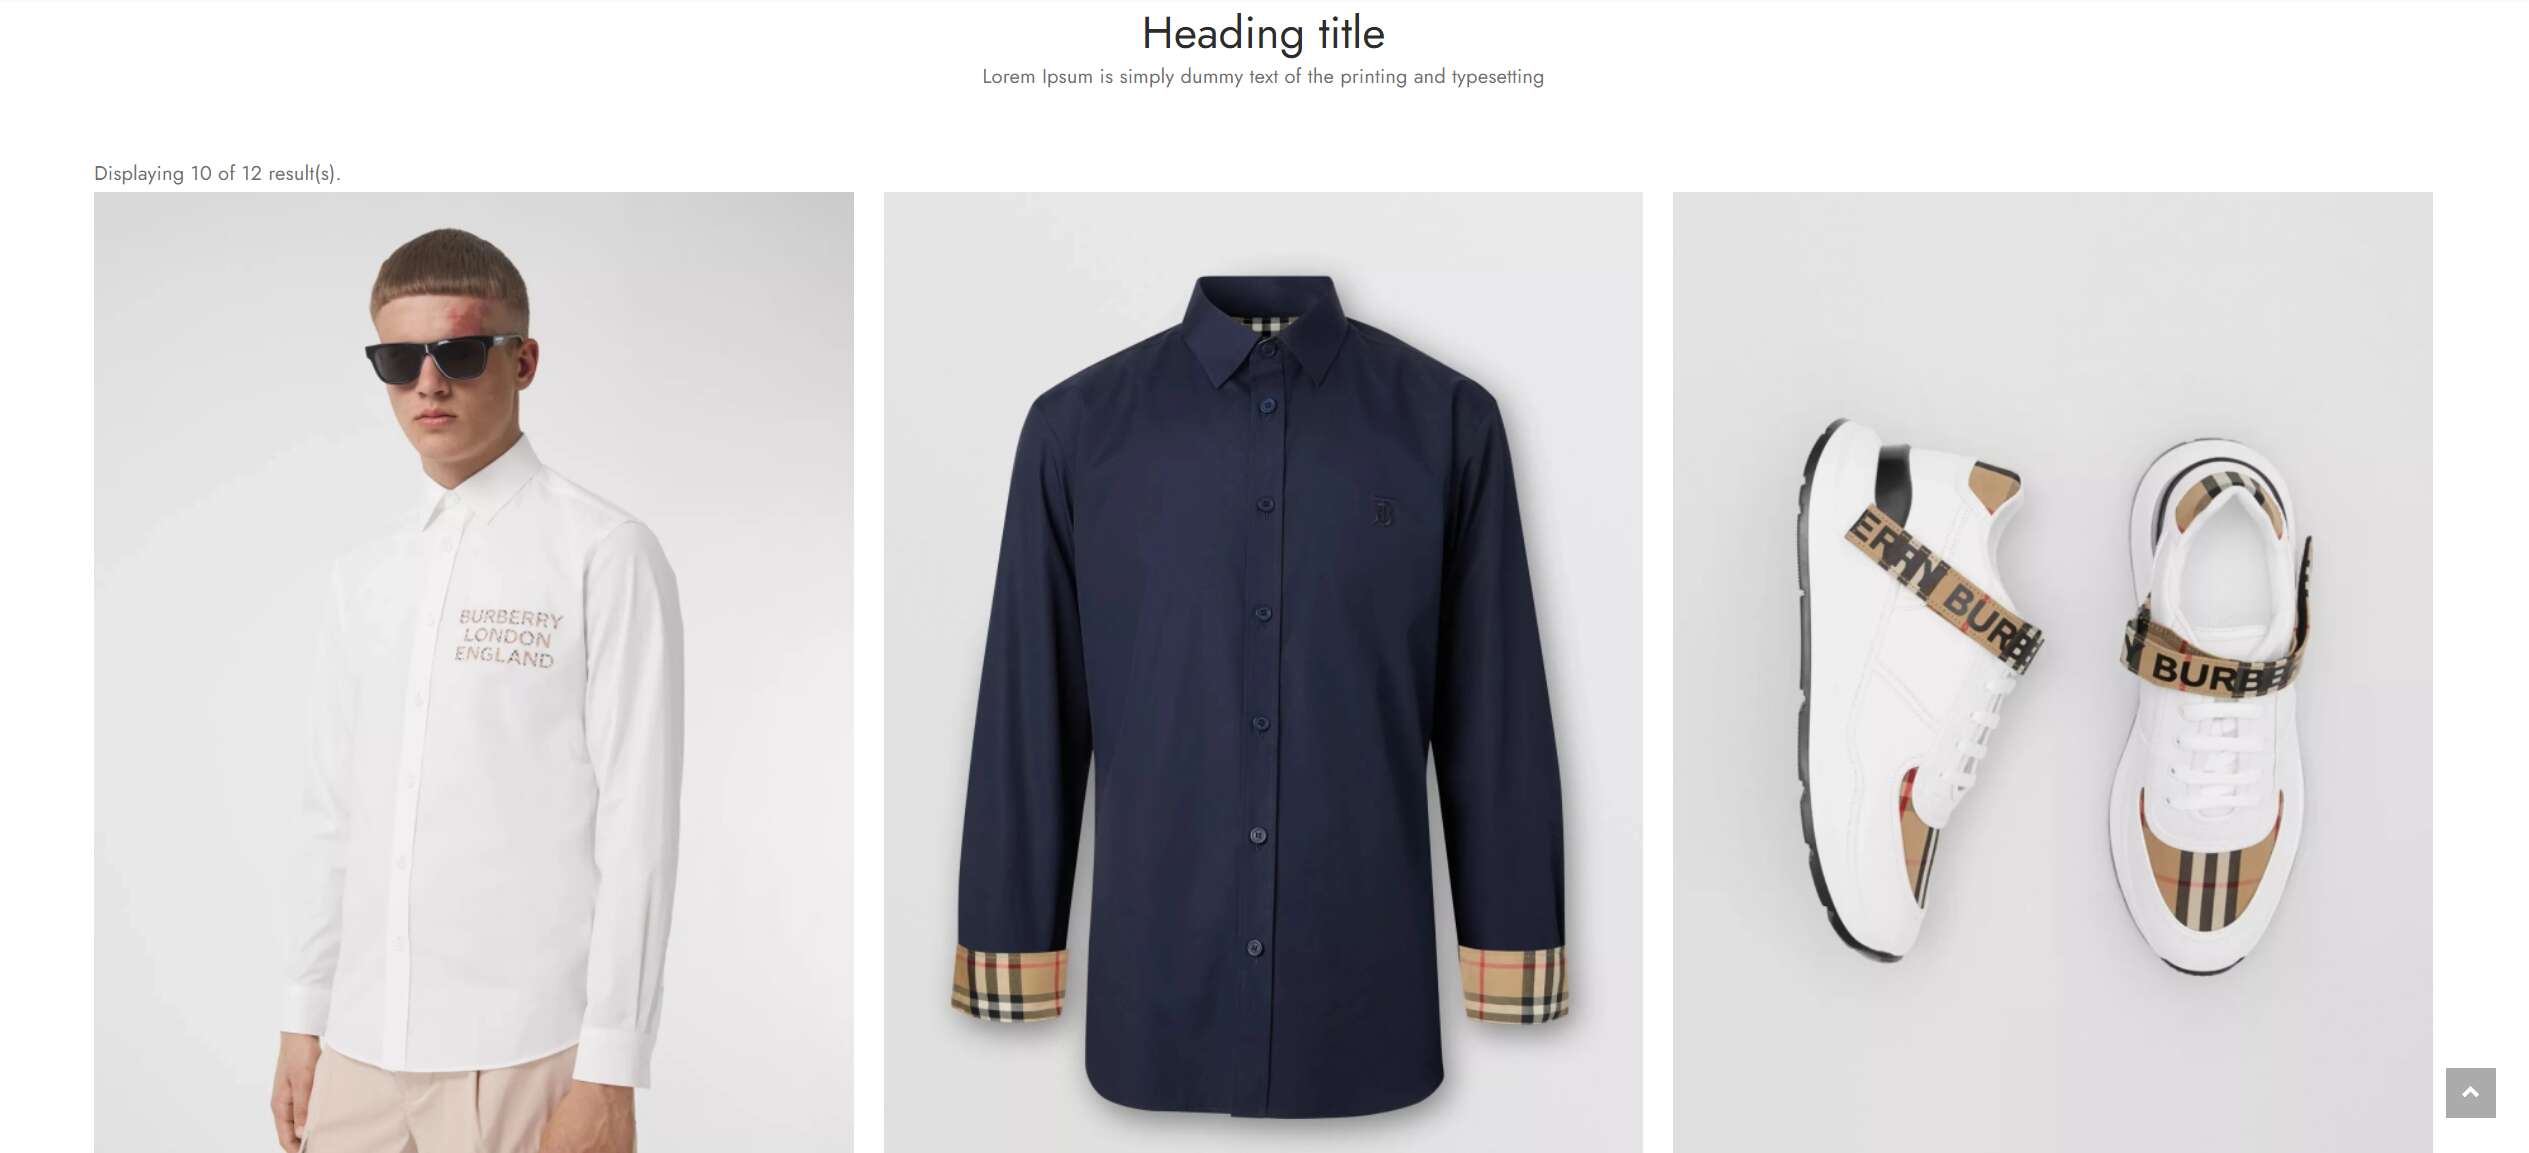 Heading title
Lorem Ipsum is simply dummy text of the printing and typesetting
Displaying 10 of 12 result(s).
BURBERRY
LONDON
ENGLAND
ERRY BURB
Y BURBE